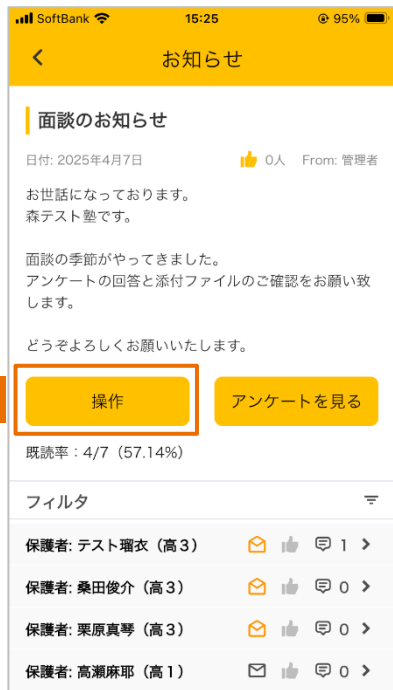 SoftBank 15:25 95%
お知らせ
面談のお知らせ
日付: 2025年4月7日 0人 From: 管理者
お世話になっております。
森テスト塾です。
面談の季節がやってきました。
アンケートの回答と添付ファイルのご確認をお願い致
します。
どうぞよろしくお願いいたします。
操作 アンケートを見る
既読率：4/7（57.14%）
フィルタ
保護者: テスト瑠衣（高３） 1
保護者: 桑田俊介（高３） 0
保護者: 栗原真琴（高３） 0
保護者: 高瀬麻耶（高１） 0